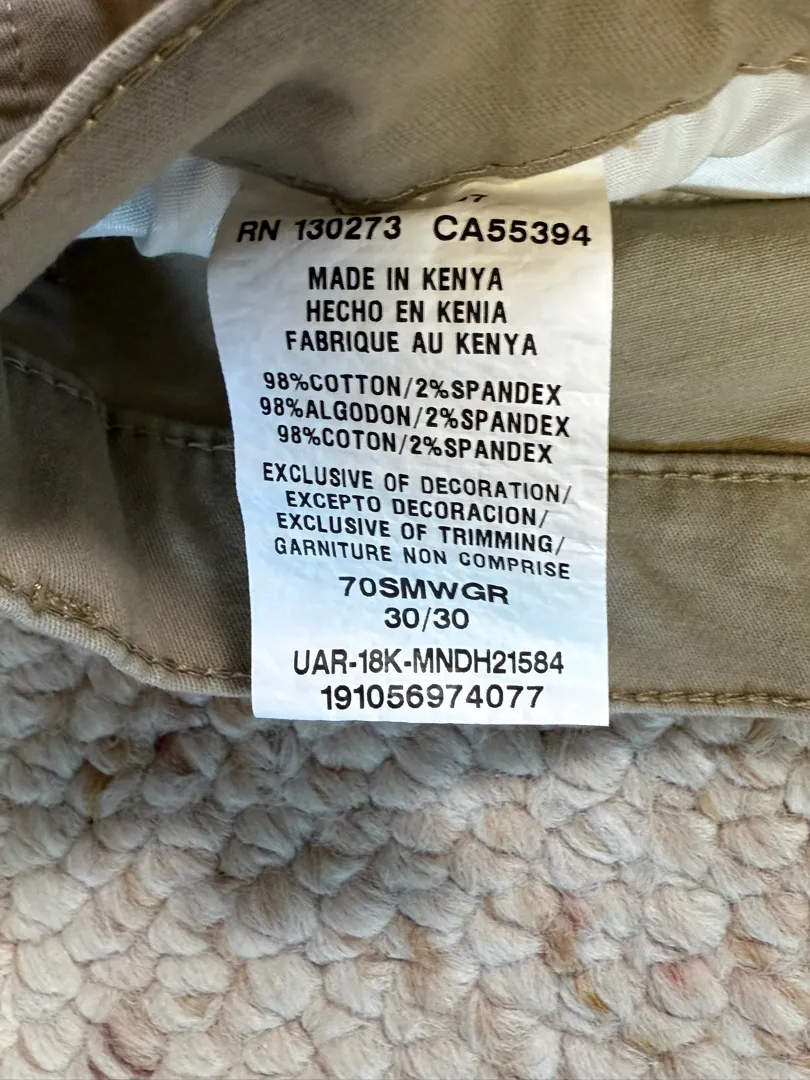 RN 130273 CA55394
MADE IN KENYA
HECHO EN KENIA
FABRIQUE AU KENYA
98%COTTON/2%SPANDEX
98%ALGODON/2%SPANDEX
98%COTON/2%SPANDEX
EXCLUSIVE OF DECORATION/
EXCEPTO DECORACION/
EXCLUSIVE OF TRIMMING/
GARNITURE NON COMPRISE
70SMWGR
30/30
UAR-18K-MNDH21584
191056974077